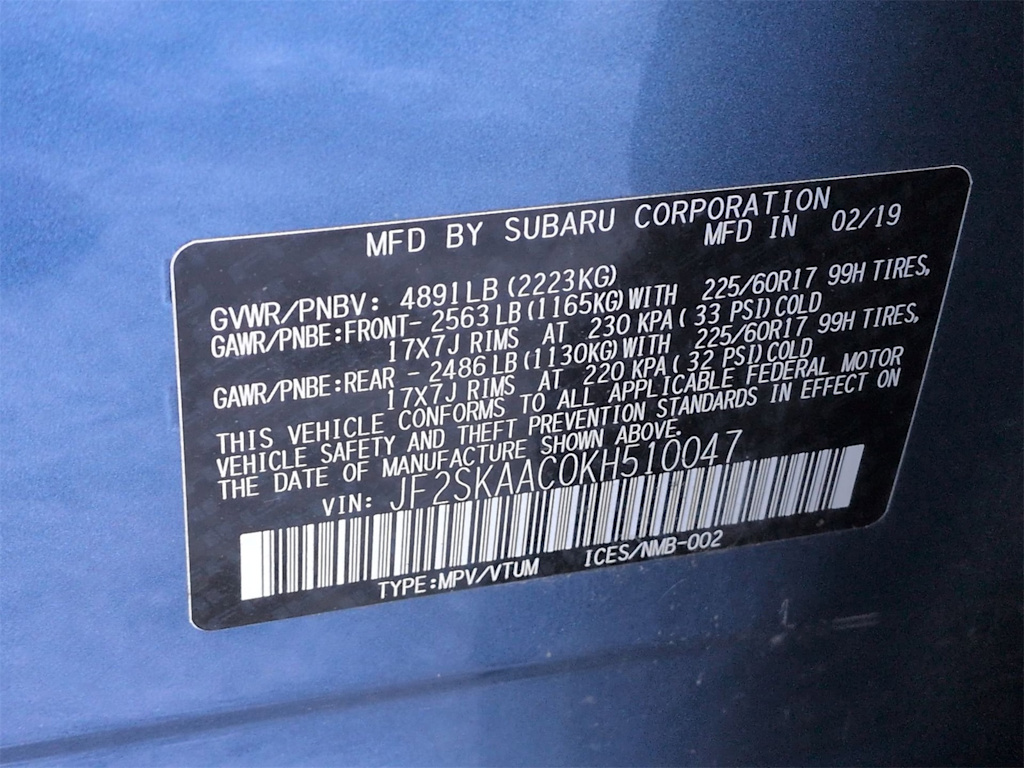 MFD BY SUBARU CORPORATION
MFD IN 02/19
GVWR/PNBV: 4891LB (2223KG)
GAWR/PNBE:FRONT- 2563LB (1165KG) WITH 225/60R17 99H TIRES,
17X7J RIMS AT 230 KPA ( 33 PSI) COLD
GAWR/PNBE:REAR - 2486LB (1130KG) WITH 225/60R17 99H TIRES,
17X7J RIMS AT 220 KPA ( 32 PSI) COLD
THIS VEHICLE CONFORMS TO ALL APPLICABLE FEDERAL MOTOR
VEHICLE SAFETY AND THEFT PREVENTION STANDARDS IN EFFECT ON
THE DATE OF MANUFACTURE SHOWN ABOVE.
VIN: JF2SKAAC0KH510047
TYPE:MPV/VTUM ICES/NMB-002